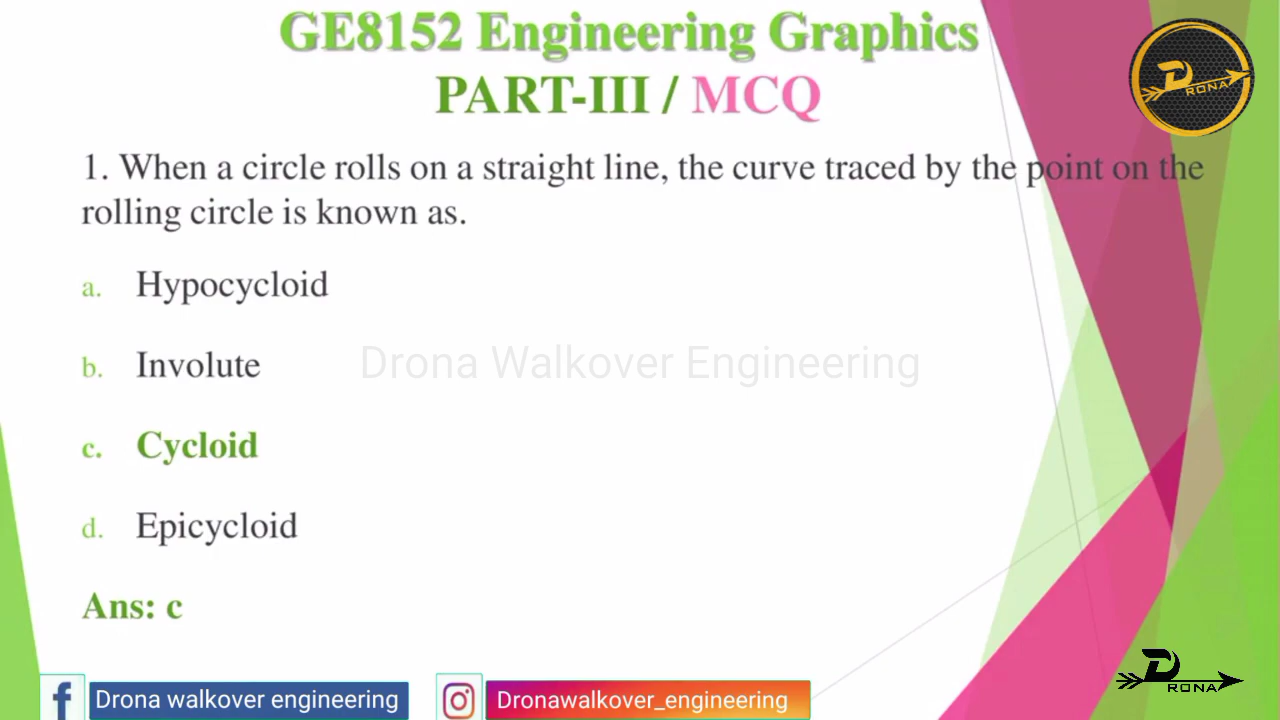 GE8152 Engineering Graphics
PART-III / MCQ
D
RONA
1. When a circle rolls on a straight line, the curve traced by the point on the
rolling circle is known as.
a. Hypocycloid
b. Involute
Drona Walkover Engineering
c. Cycloid
d. Epicycloid
Ans: c
D
RONA
f Drona walkover engineering
Dronawalkover_engineering